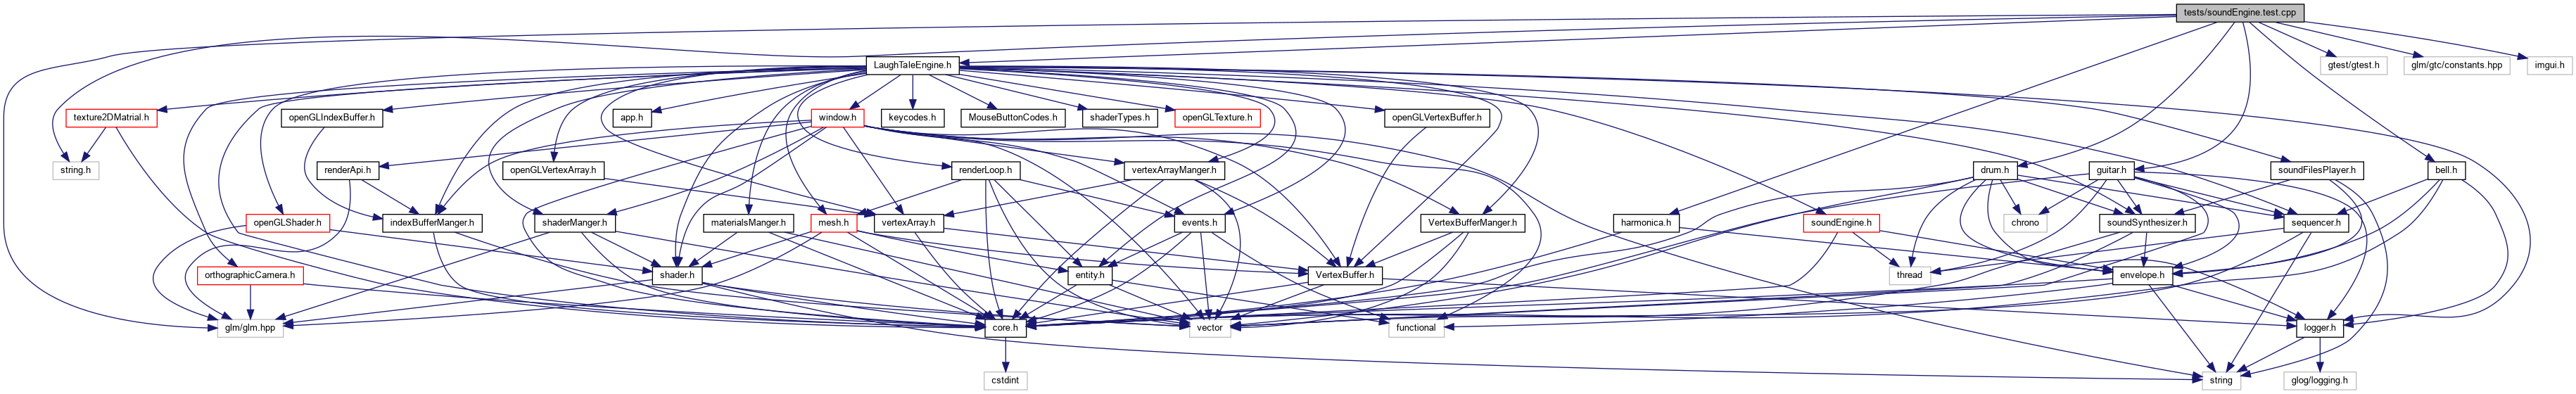 tests/soundEngine.test.cpp
LaughTaleEngine.h
gtest/gtest.h
glm/gtc/constants.hpp
imgui.h
texture2DMatrial.h
openGLIndexBuffer.h
app.h
window.h
keycodes.h
MouseButtonCodes.h
shaderTypes.h
openGLTexture.h
openGLVertexBuffer.h
string.h
renderApi.h
openGLVertexArray.h
renderLoop.h
vertexArrayManger.h
drum.h
guitar.h
soundFilesPlayer.h
bell.h
openGLShader.h
indexBufferManger.h
shaderManger.h
materialsManger.h
mesh.h
vertexArray.h
events.h
VertexBufferManger.h
harmonica.h
soundEngine.h
chrono
soundSynthesizer.h
sequencer.h
orthographicCamera.h
shader.h
entity.h
VertexBuffer.h
thread
envelope.h
glm/glm.hpp
core.h
vector
functional
logger.h
cstdint
string
glog/logging.h